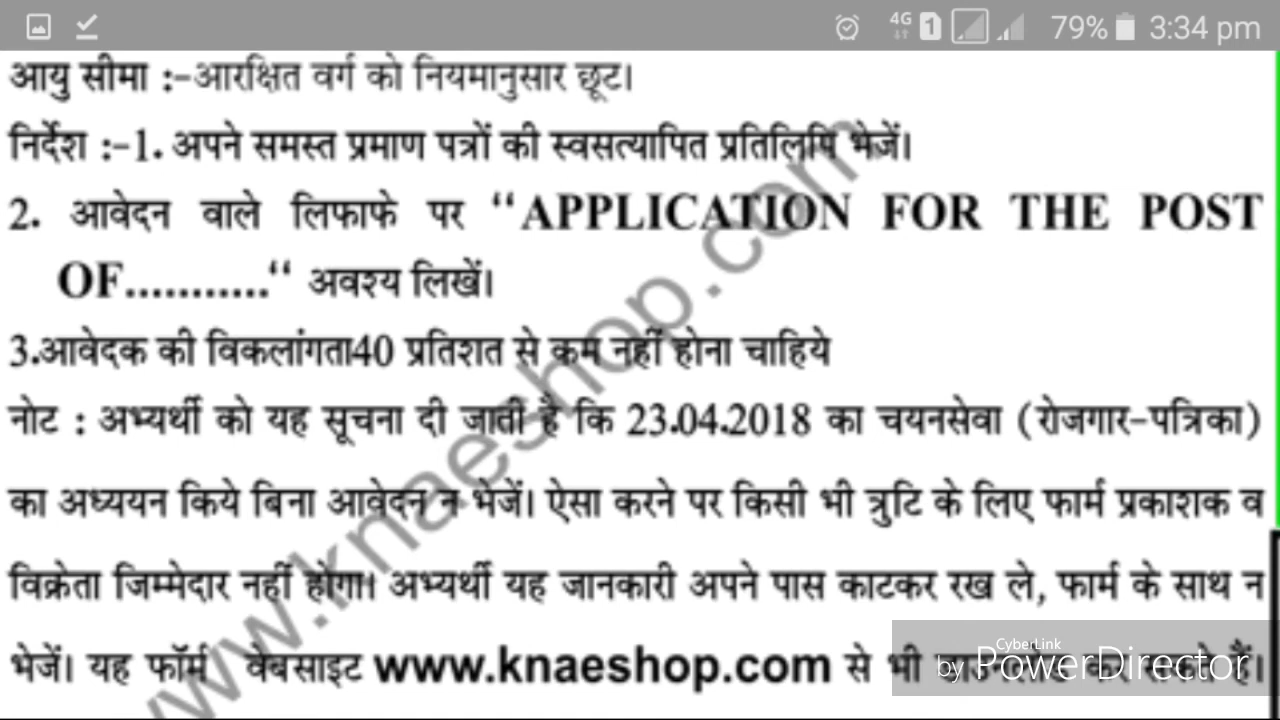 79% 3:34 pm
4G 1
आयु सीमा :-आरक्षित वर्ग को नियमानुसार छूट।
निर्देश :-1. अपने समस्त प्रमाण पत्रों की स्वसत्यापित प्रतिलिपि भेजें।
2. आवेदन वाले लिफाफे पर “APPLICATION FOR THE POST
OF...........“ अवश्य लिखें।
3.आवेदक की विकलांगता40 प्रतिशत से कम नहीं होना चाहिये
नोट : अभ्यर्थी को यह सूचना दी जाती है कि 23.04.2018 का चयनसेवा (रोजगार-पत्रिका)
का अध्ययन किये बिना आवेदन न भेजें। ऐसा करने पर किसी भी त्रुटि के लिए फार्म प्रकाशक व
विक्रेता जिम्मेदार नहीं होगा। अभ्यर्थी यह जानकारी अपने पास काटकर रख ले, फार्म के साथ न
भेजें। यह फॉर्म वेबसाइट www.knaeshop.com से भी डाउनलोड कर सकते हैं।
www.knaeshop.com
CyberLink
by PowerDirector